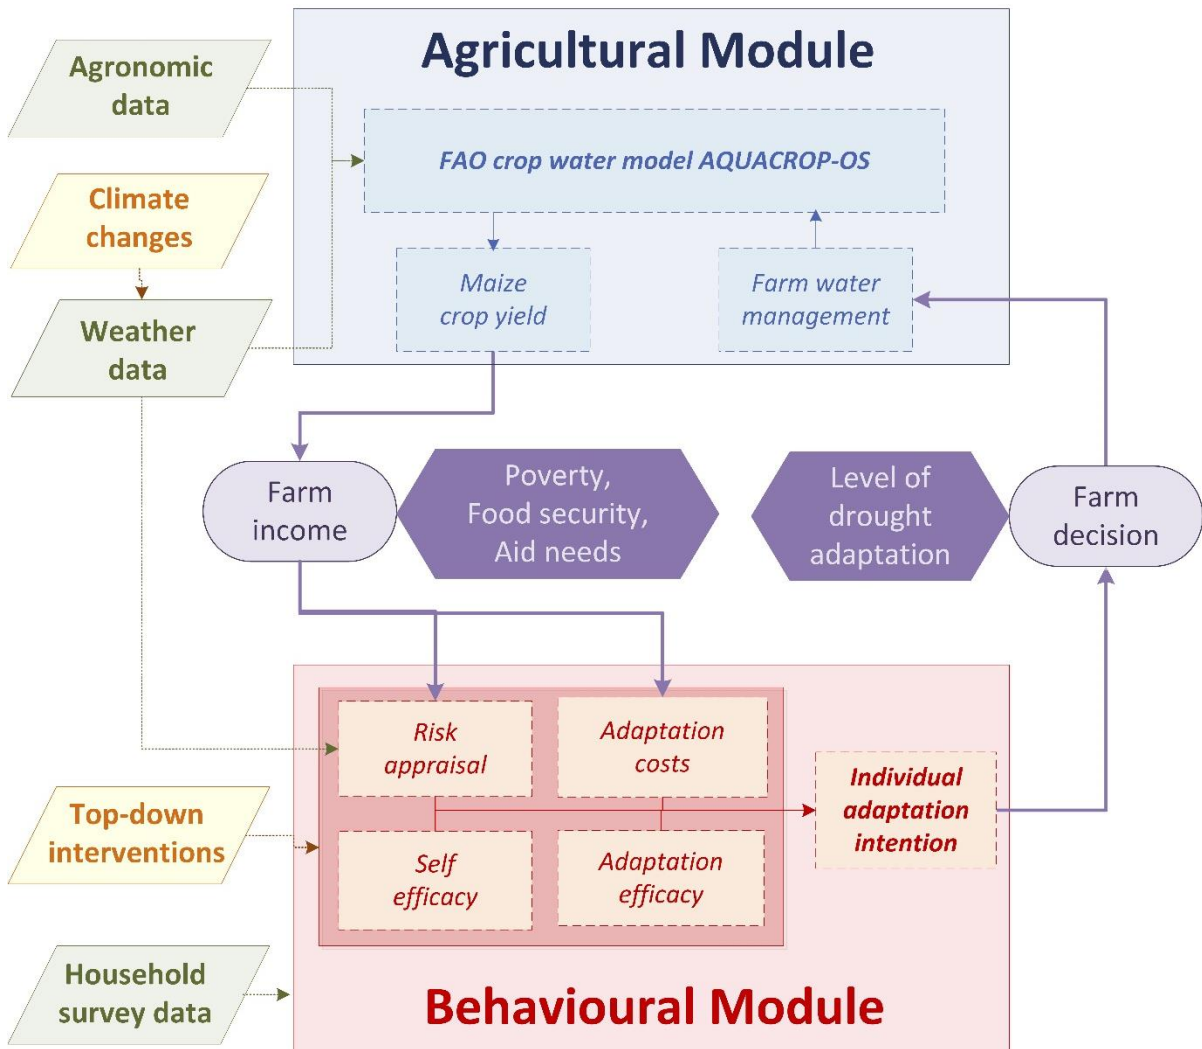 Agricultural Module
Agronomic
data
FAO crop water model AQUACROP-OS
Climate
changes
Maize
crop yield
Farm water
management
Weather
data
Farm
income
Poverty,
Food security,
Aid needs
Level of
drought
adaptation
Farm
decision
Risk
appraisal
Adaptation
costs
Individual
adaptation
intention
Top-down
interventions
Self
efficacy
Adaptation
efficacy
Household
survey data
Behavioural Module